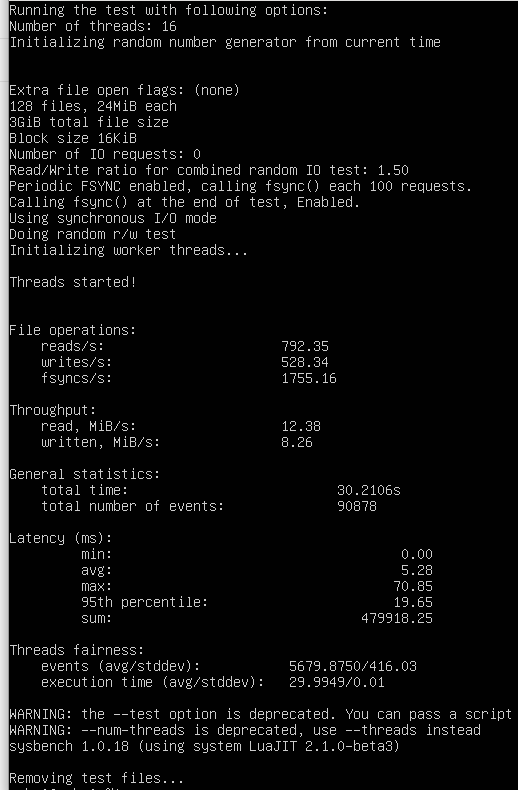 Running the test with following options:
Number of threads: 16
Initializing random number generator from current time
Extra file open flags: (none)
128 files, 24MiB each
3GiB total file size
Block size 16KiB
Number of IO requests: 0
Read/Write ratio for combined random IO test: 1.50
Periodic FSYNC enabled, calling fsync() each 100 requests.
Calling fsync() at the end of test, Enabled.
Using synchronous I/O mode
Doing random r/w test
Initializing worker threads...
Threads started!
File operations:
reads/s: 792.35
writes/s: 528.34
fsyncs/s: 1755.16
Throughput:
read, MiB/s: 12.38
written, MiB/s: 8.26
General statistics:
total time: 30.2106s
total number of events: 90878
Latency (ms):
min: 0.00
avg: 5.28
max: 70.85
95th percentile: 19.65
sum: 479918.25
Threads fairness:
events (avg/stddev): 5679.8750/416.03
execution time (avg/stddev): 29.9949/0.01
WARNING: the --test option is deprecated. You can pass a script
WARNING: --num-threads is deprecated, use --threads instead
sysbench 1.0.18 (using system LuaJIT 2.1.0-beta3)
Removing test files...